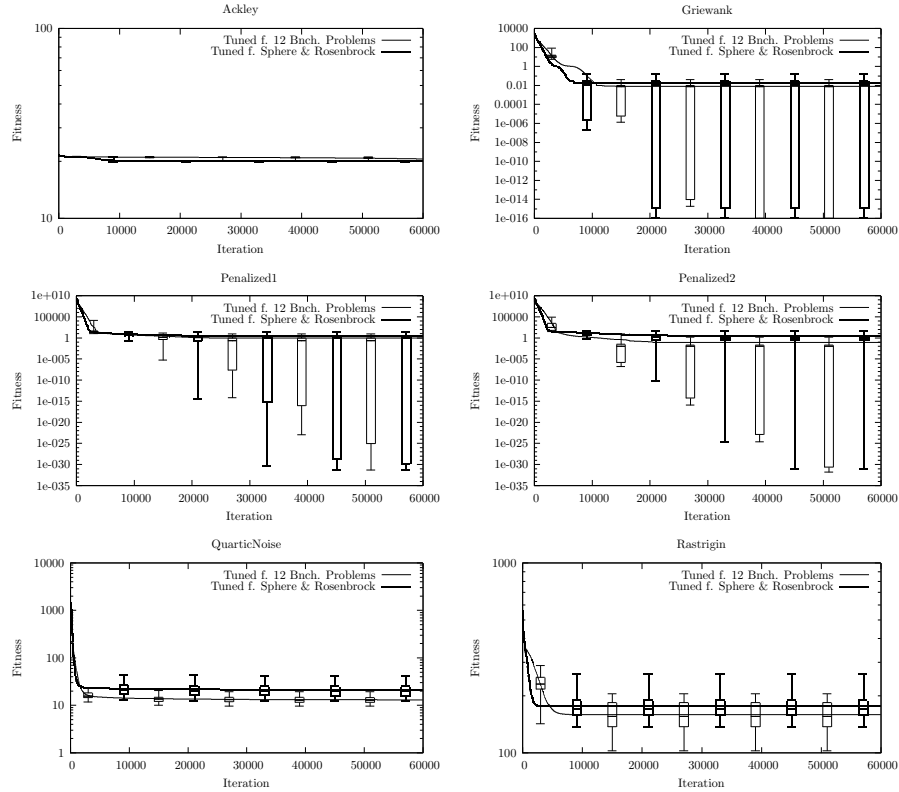 Ackley
100
10
Fitness
Tuned f. 12 Bnch. Problems
Tuned f. Sphere & Rosenbrock
0 10000 20000 30000 40000 50000 60000
Iteration
Griewank
10000
100
1
0.01
0.0001
1e-006
1e-008
1e-010
1e-012
1e-014
1e-016
Fitness
Tuned f. 12 Bnch. Problems
Tuned f. Sphere & Rosenbrock
0 10000 20000 30000 40000 50000 60000
Iteration
Penalized1
1e+010
100000
1
1e-005
1e-010
1e-015
1e-020
1e-025
1e-030
1e-035
Fitness
Tuned f. 12 Bnch. Problems
Tuned f. Sphere & Rosenbrock
0 10000 20000 30000 40000 50000 60000
Iteration
Penalized2
1e+010
100000
1
1e-005
1e-010
1e-015
1e-020
1e-025
1e-030
1e-035
Fitness
Tuned f. 12 Bnch. Problems
Tuned f. Sphere & Rosenbrock
0 10000 20000 30000 40000 50000 60000
Iteration
QuarticNoise
10000
1000
100
10
1
Fitness
Tuned f. 12 Bnch. Problems
Tuned f. Sphere & Rosenbrock
0 10000 20000 30000 40000 50000 60000
Iteration
Rastrigin
1000
100
Fitness
Tuned f. 12 Bnch. Problems
Tuned f. Sphere & Rosenbrock
0 10000 20000 30000 40000 50000 60000
Iteration